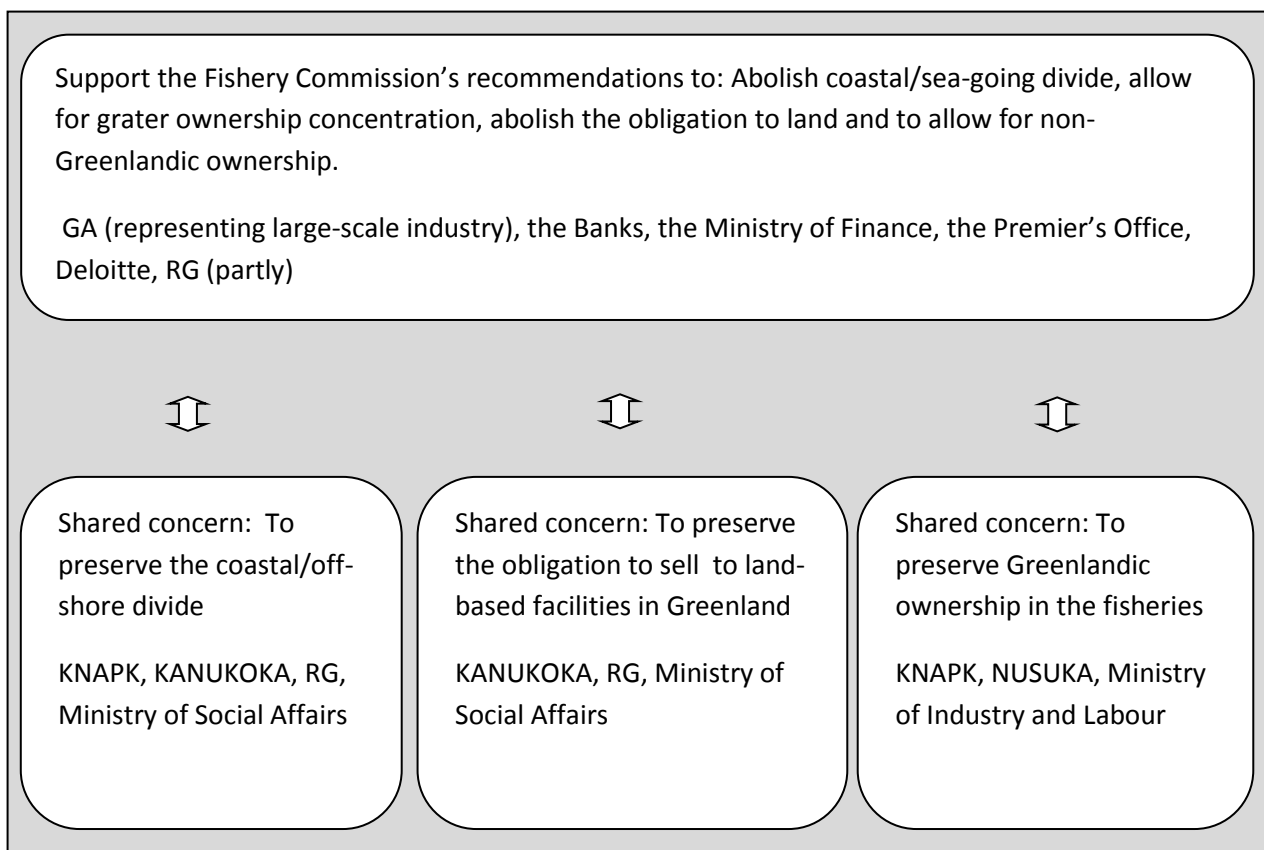 Support the Fishery Commission’s recommendations to: Abolish coastal/sea-going divide, allow
for grater ownership concentration, abolish the obligation to land and to allow for non-
Greenlandic ownership.
GA (representing large-scale industry), the Banks, the Ministry of Finance, the Premier’s Office,
Deloitte, RG (partly)
Shared concern: To
preserve the coastal/off-
shore divide
KNAPK, KANUKOKA, RG,
Ministry of Social Affairs
Shared concern: To preserve
the obligation to sell to land-
based facilities in Greenland
KANUKOKA, RG, Ministry of
Social Affairs
Shared concern: To
preserve Greenlandic
ownership in the fisheries
KNAPK, NUSUKA, Ministry
of Industry and Labour